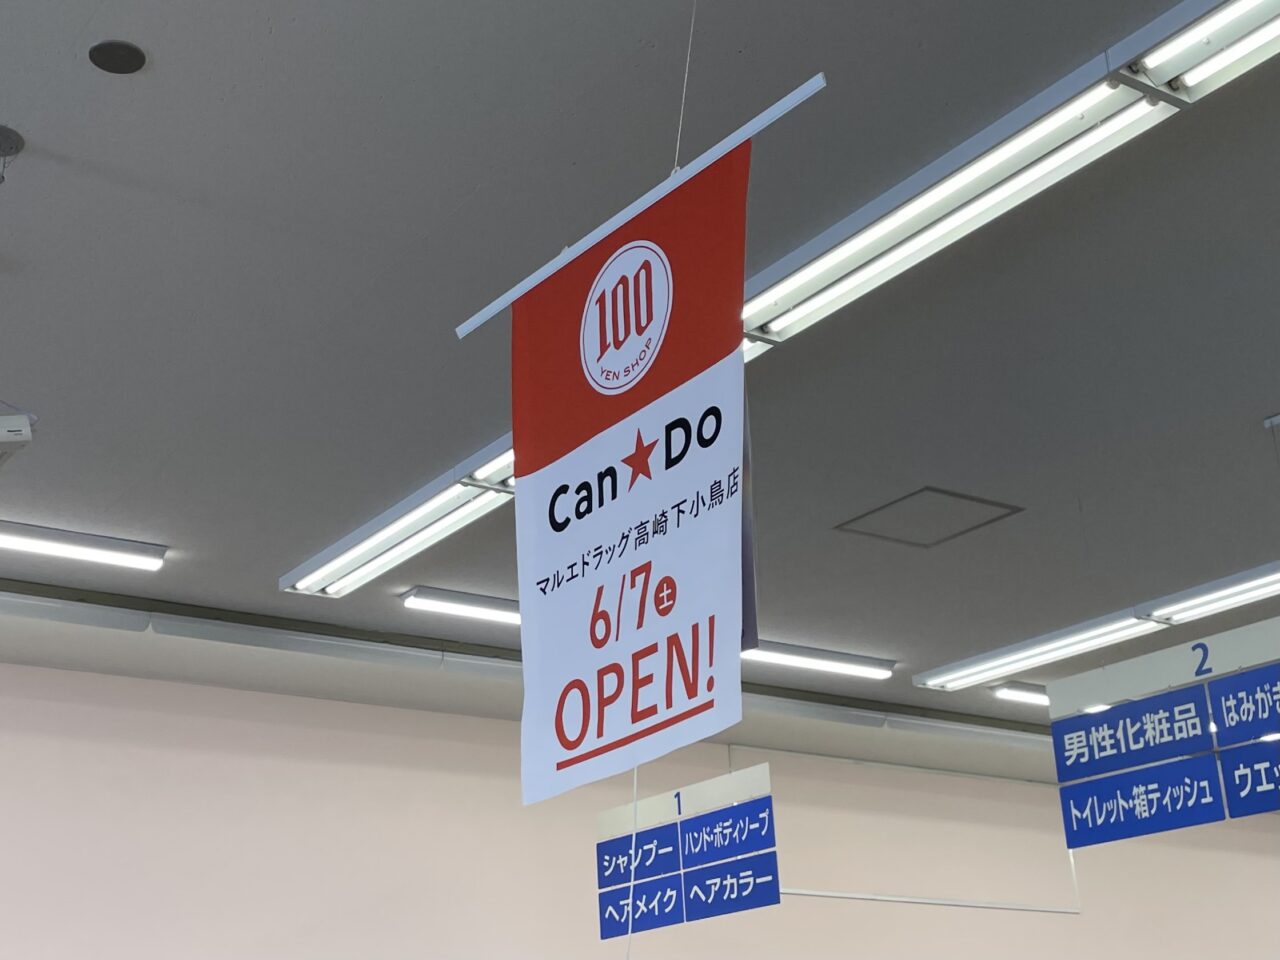 100
YEN SHOP
Can★Do
マルエドラッグ高崎下小鳥店
6/7土
OPEN!
1
シャンプー
ハンド・ボディソープ
ヘアメイク
ヘアカラー
2
男性化粧品
はみがき
トイレット・箱ティッシュ